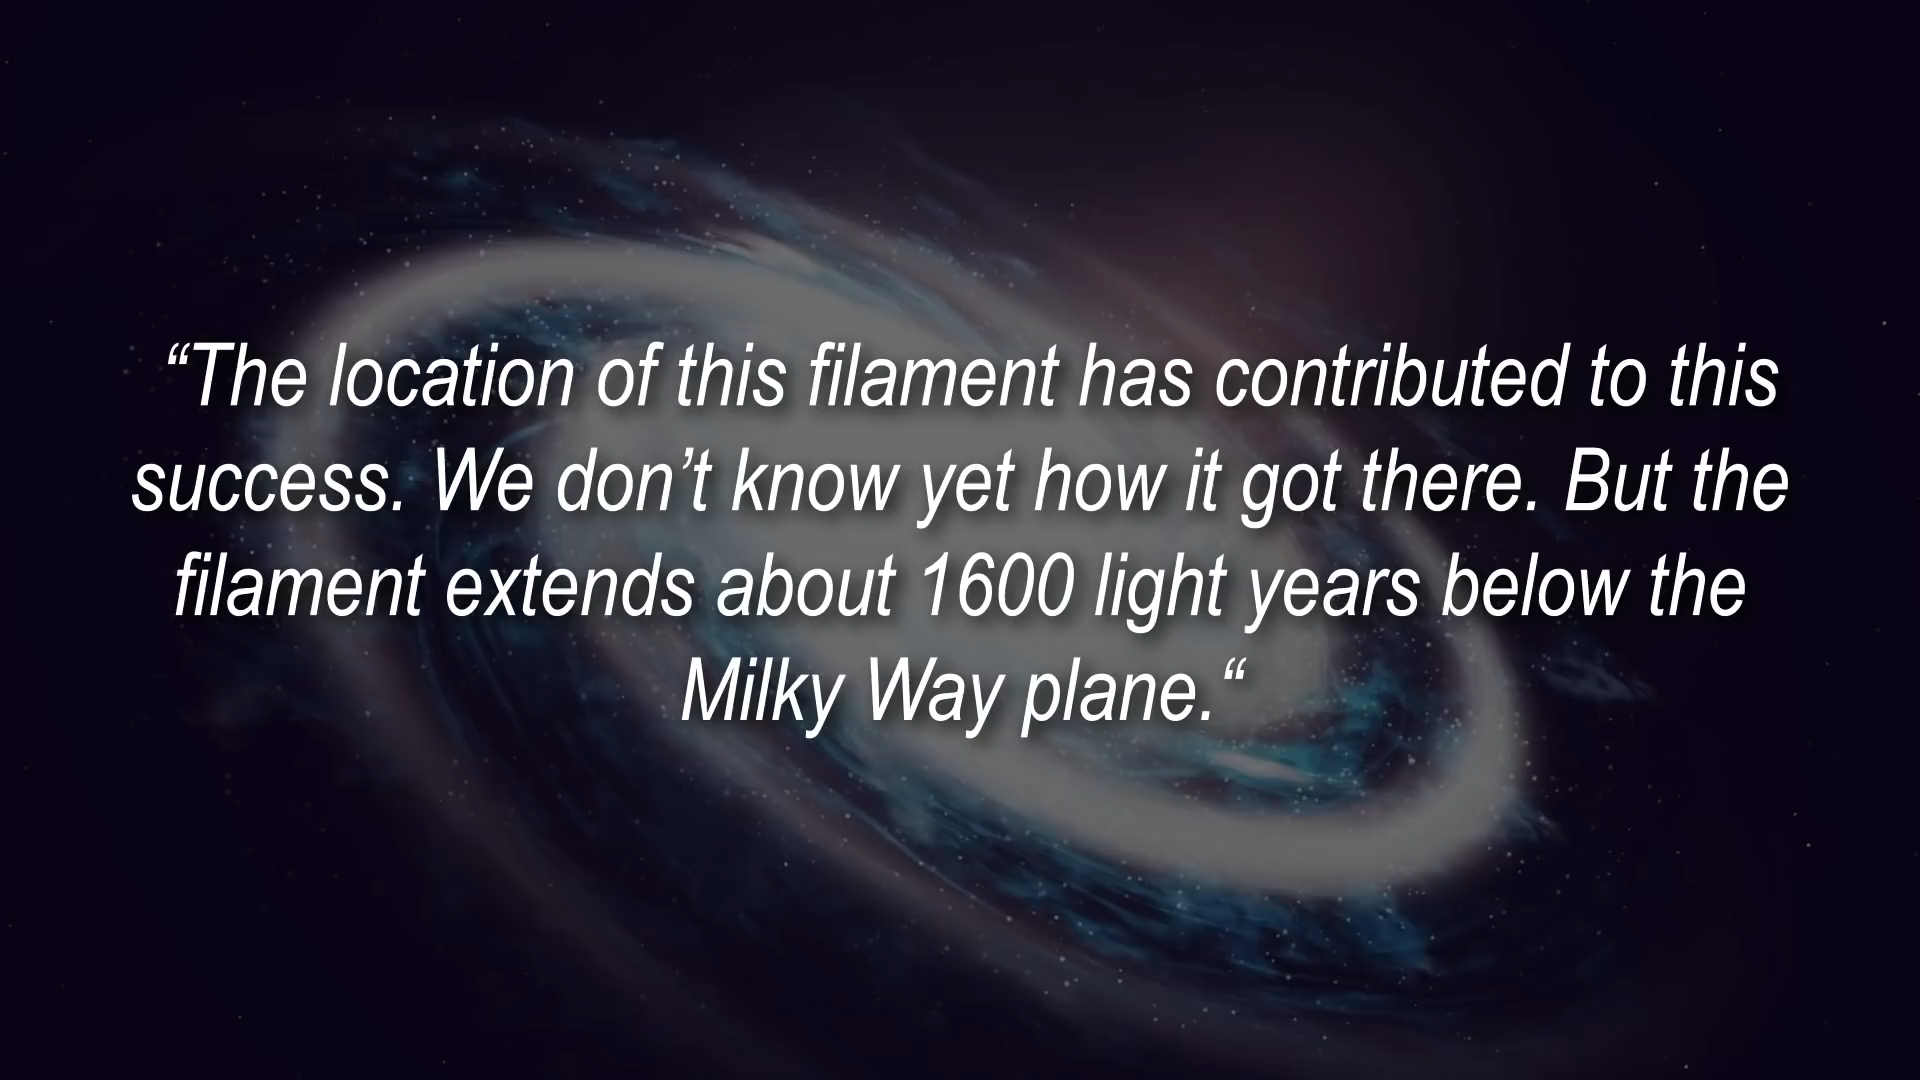 “The location of this filament has contributed to this
success. We don’t know yet how it got there. But the
filament extends about 1600 light years below the
Milky Way plane.“